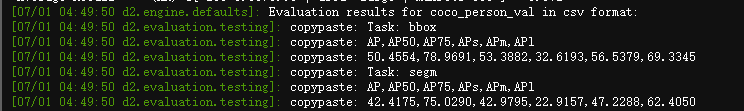 [07/01 04:49:50 d2.engine.defaults]: Evaluation results for coco_person_val in csv format:
[07/01 04:49:50 d2.evaluation.testing]: copypaste: Task: bbox
[07/01 04:49:50 d2.evaluation.testing]: copypaste: AP,AP50,AP75,APs,APm,APl
[07/01 04:49:50 d2.evaluation.testing]: copypaste: 50.4554,78.9691,53.3882,32.6193,56.5379,69.3345
[07/01 04:49:50 d2.evaluation.testing]: copypaste: Task: segm
[07/01 04:49:50 d2.evaluation.testing]: copypaste: AP,AP50,AP75,APs,APm,APl
[07/01 04:49:50 d2.evaluation.testing]: copypaste: 42.4175,75.0290,42.9795,22.9157,47.2288,62.4050